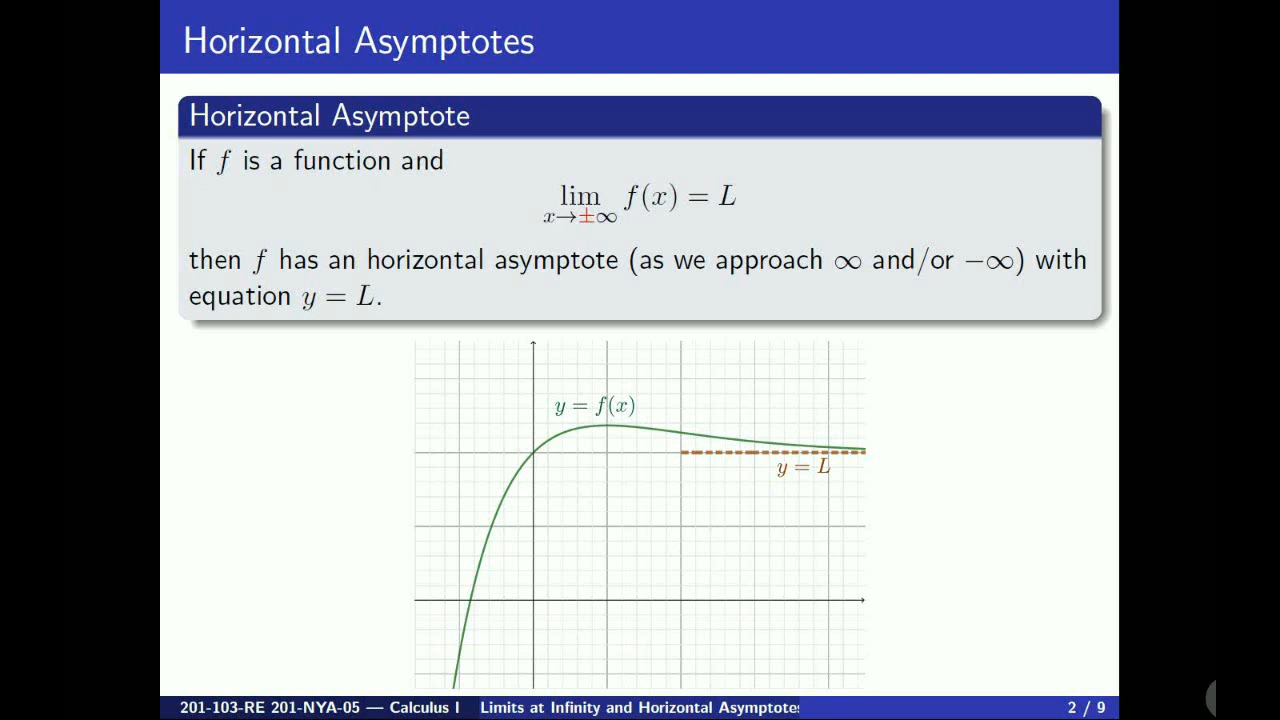 Horizontal Asymptotes
Horizontal Asymptote
If f is a function and
lim f(x) = L
x→±∞
then f has an horizontal asymptote (as we approach ∞ and/or −∞) with
equation y = L.
y = f(x)
y = L
201-103-RE 201-NYA-05 — Calculus I Limits at Infinity and Horizontal Asymptotes 2 / 9